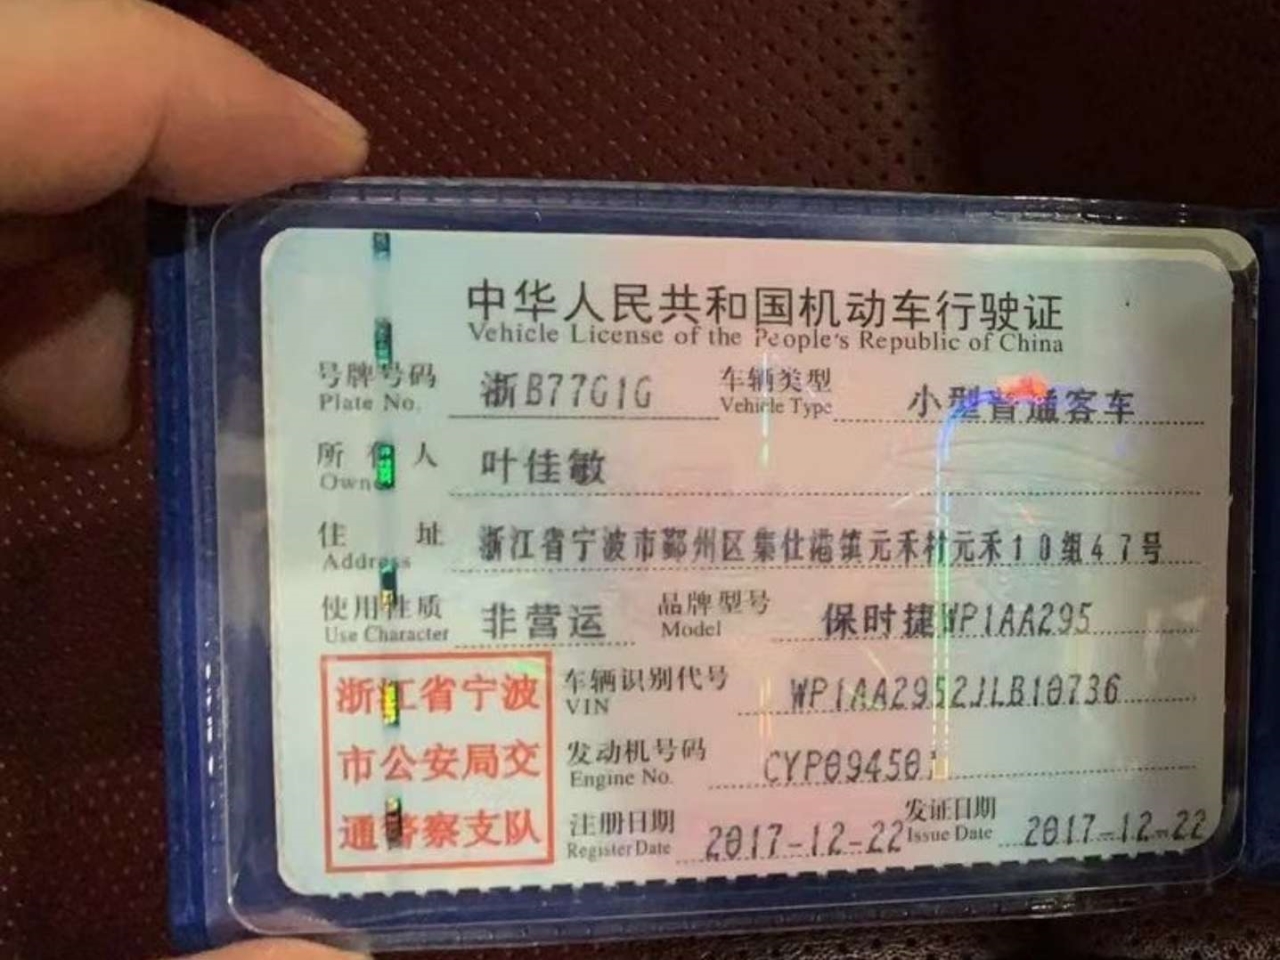 中华人民共和国机动车行驶证
Vehicle License of the People's Republic of China
号牌号码 浙B77G1G 车辆类型 小型普通客车
Plate No. Vehicle Type
所有人 叶佳敏
Owner
住址 浙江省宁波市鄞州区集仕港镇元禾村元禾10组47号
Address
使用性质 非营运 品牌型号 保时捷WP1AA295
Use Character Model
浙江省宁波
市公安局交
通警察支队
车辆识别代号 WP1AA2952JLB10736
VIN
发动机号码 CYP094501
Engine No.
注册日期 2017-12-22 发证日期 2017-12-22
Register Date Issue Date